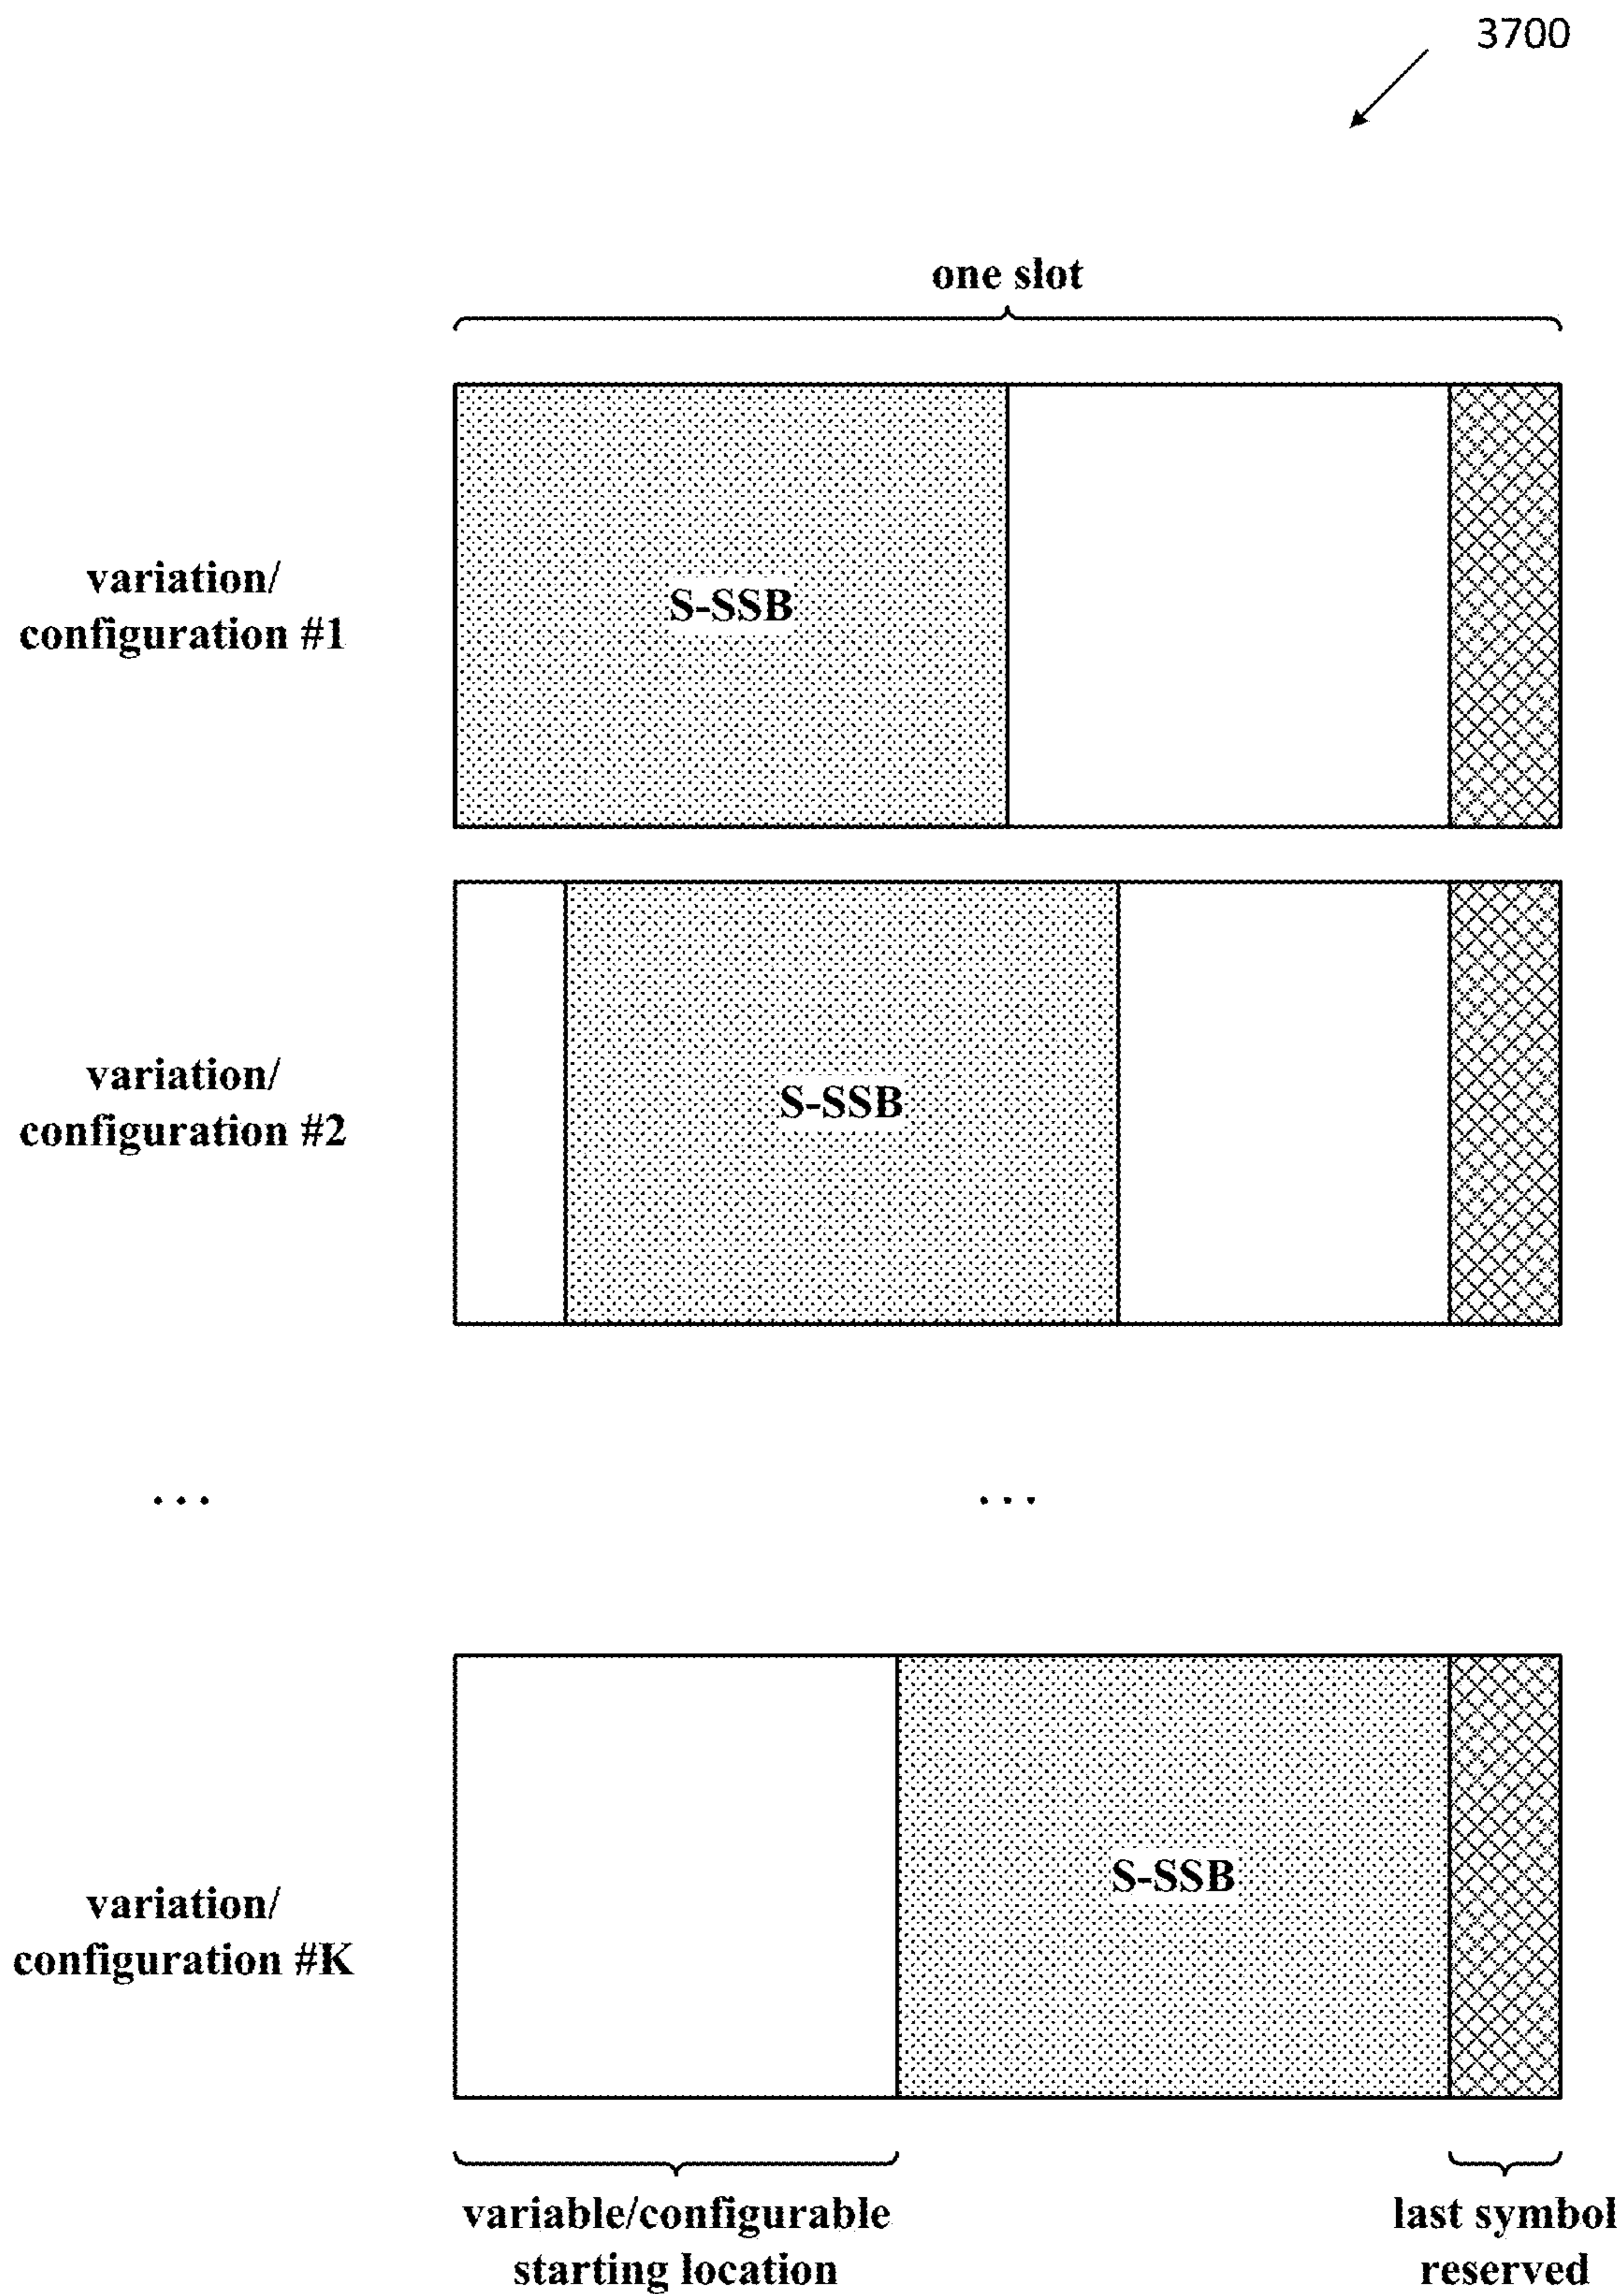 3700
one slot
variation/
configuration #1
S-SSB
variation/
configuration #2
S-SSB
... ...
variation/
configuration #K
S-SSB
variable/configurable
starting location
last symbol
reserved